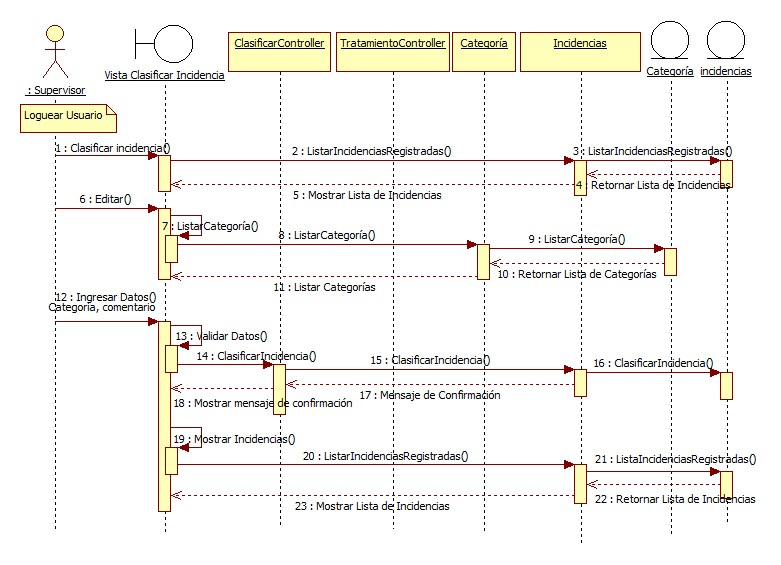 ClasificarController
TratamientoController
Categoría
Incidencias
Vista Clasificar Incidencia
Categoría
incidencias
: Supervisor
Loguear Usuario
1 : Clasificar incidencia()
2 : ListarIncidenciasRegistradas()
3 : ListarIncidenciasRegistradas()
4 : Retornar Lista de Incidencias
5 : Mostrar Lista de Incidencias
6 : Editar()
7 : ListarCategoría()
8 : ListarCategoría()
9 : ListarCategoría()
10 : Retornar Lista de Categorías
11 : Listar Categorías
12 : Ingresar Datos()
Categoria, comentario
13 : Validar Datos()
14 : ClasificarIncidencia()
15 : ClasificarIncidencia()
16 : ClasificarIncidencia()
17 : Mensaje de Confirmación
18 : Mostrar mensaje de confirmación
19 : Mostrar Incidencias()
20 : ListarIncidenciasRegistradas()
21 : ListaIncidenciasRegistradas()
22 : Retornar Lista de Incidencias
23 : Mostrar Lista de Incidencias